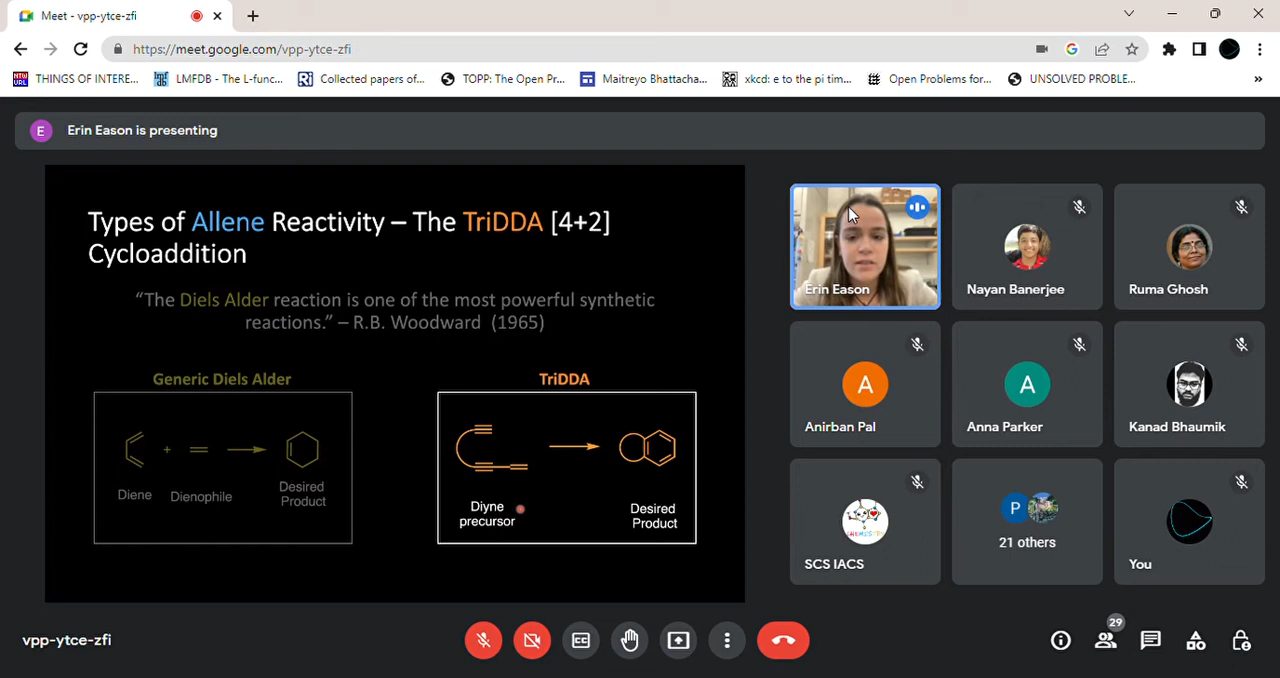 Meet - vpp-ytce-zfi
https://meet.google.com/vpp-ytce-zfi
THINGS OF INTERE...
LMFDB - The L-func...
Collected papers of...
TOPP: The Open Pr...
Maitreyo Bhattacha...
xkcd: e to the pi tim...
Open Problems for...
UNSOLVED PROBLE...
»
E Erin Eason is presenting
Types of Allene Reactivity – The TriDDA [4+2]
Cycloaddition
“The Diels Alder reaction is one of the most powerful synthetic
reactions.” – R.B. Woodward (1965)
Generic Diels Alder
+
Diene
Dienophile
Desired
Product
TriDDA
Diyne
precursor
Desired
Product
Erin Eason
Nayan Banerjee
Ruma Ghosh
A
Anirban Pal
A
Anna Parker
Kanad Bhaumik
CHEMISTRY
SCS IACS
P
21 others
You
vpp-ytce-zfi
CC
29